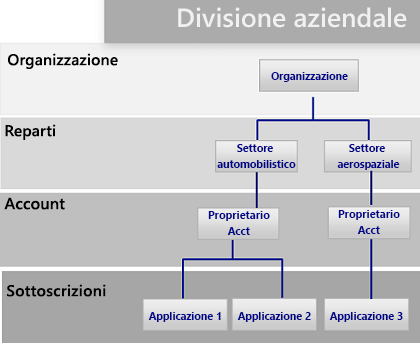 Divisione aziendale
Organizzazione
Organizzazione
Reparti
Settore
automobilistico
Settore
aerospaziale
Account
Proprietario
Acct
Proprietario
Acct
Sottoscrizioni
Applicazione 1
Applicazione 2
Applicazione 3